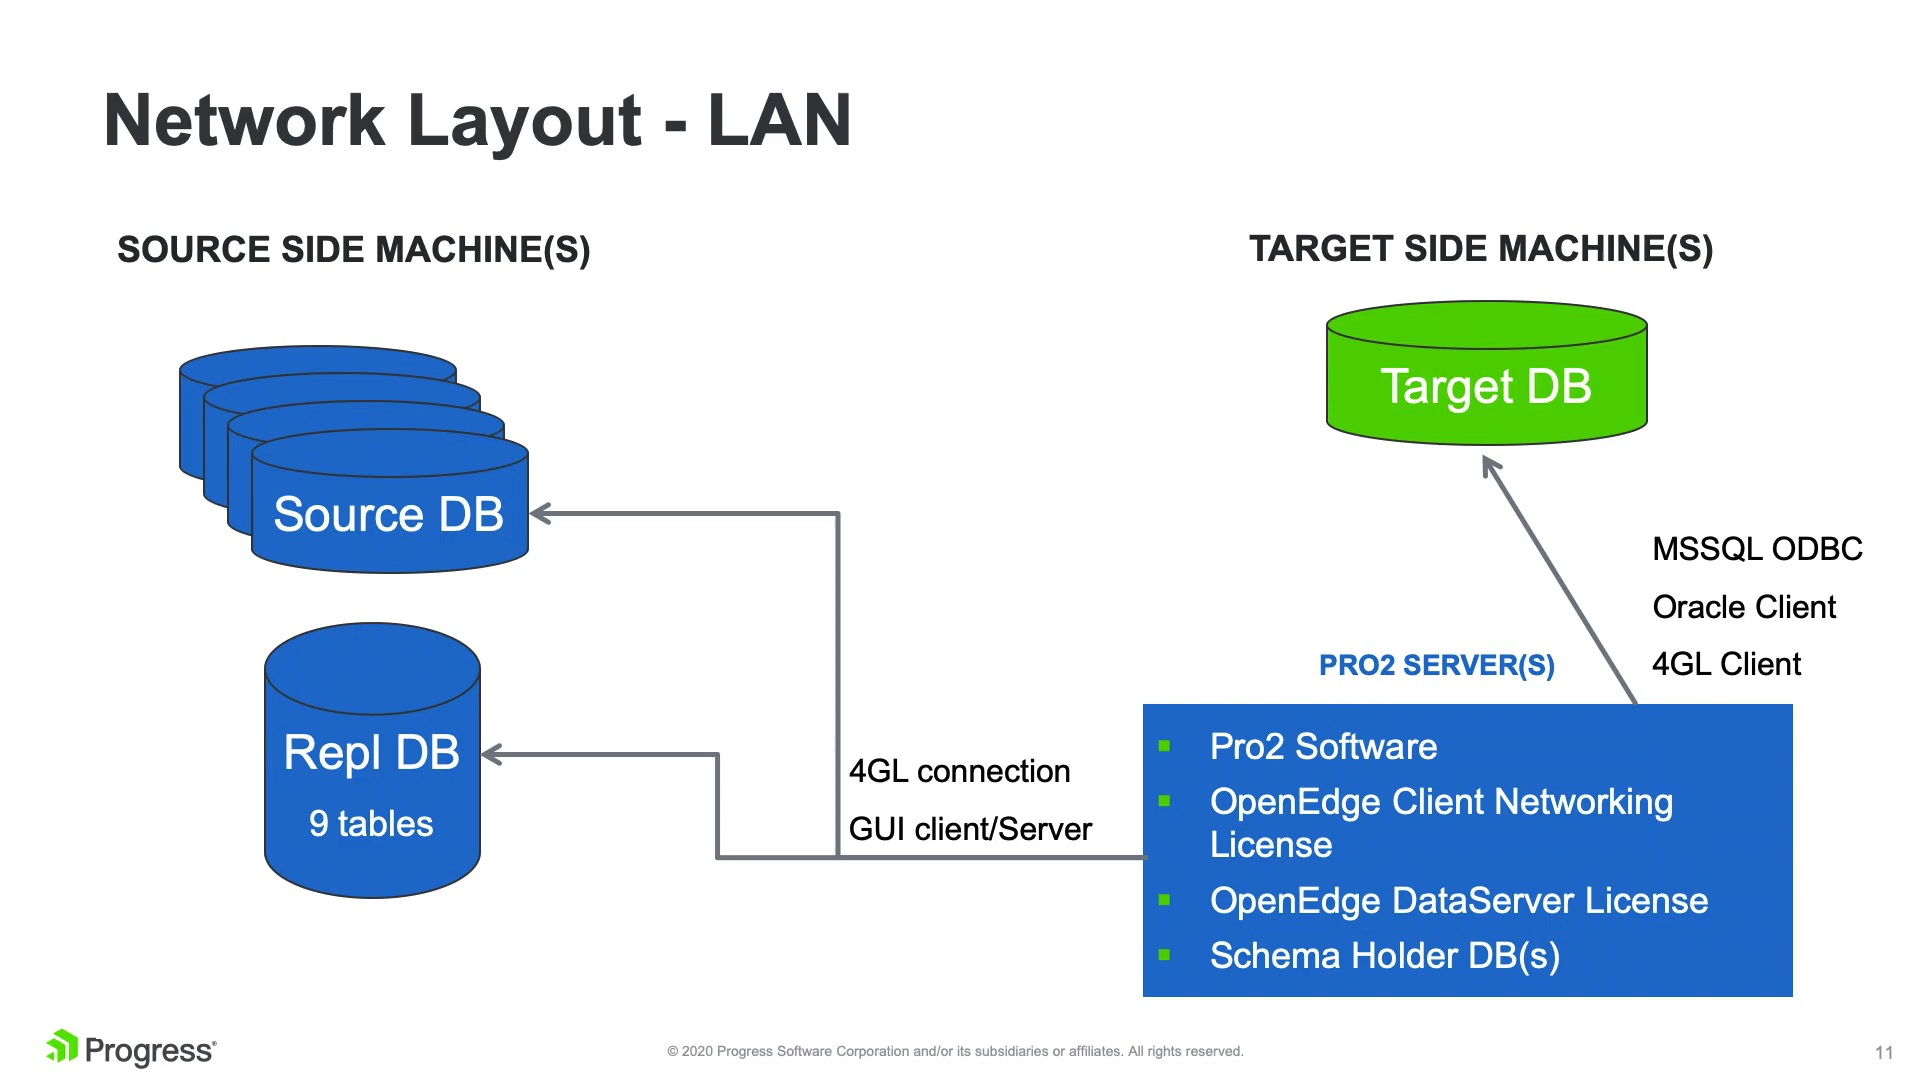 Network Layout - LAN
SOURCE SIDE MACHINE(S)
TARGET SIDE MACHINE(S)
Source DB
Repl DB
9 tables
Target DB
4GL connection
GUI client/Server
MSSQL ODBC
Oracle Client
4GL Client
PRO2 SERVER(S)
Pro2 Software
OpenEdge Client Networking
License
OpenEdge DataServer License
Schema Holder DB(s)
Progress
© 2020 Progress Software Corporation and/or its subsidiaries or affiliates. All rights reserved.
11